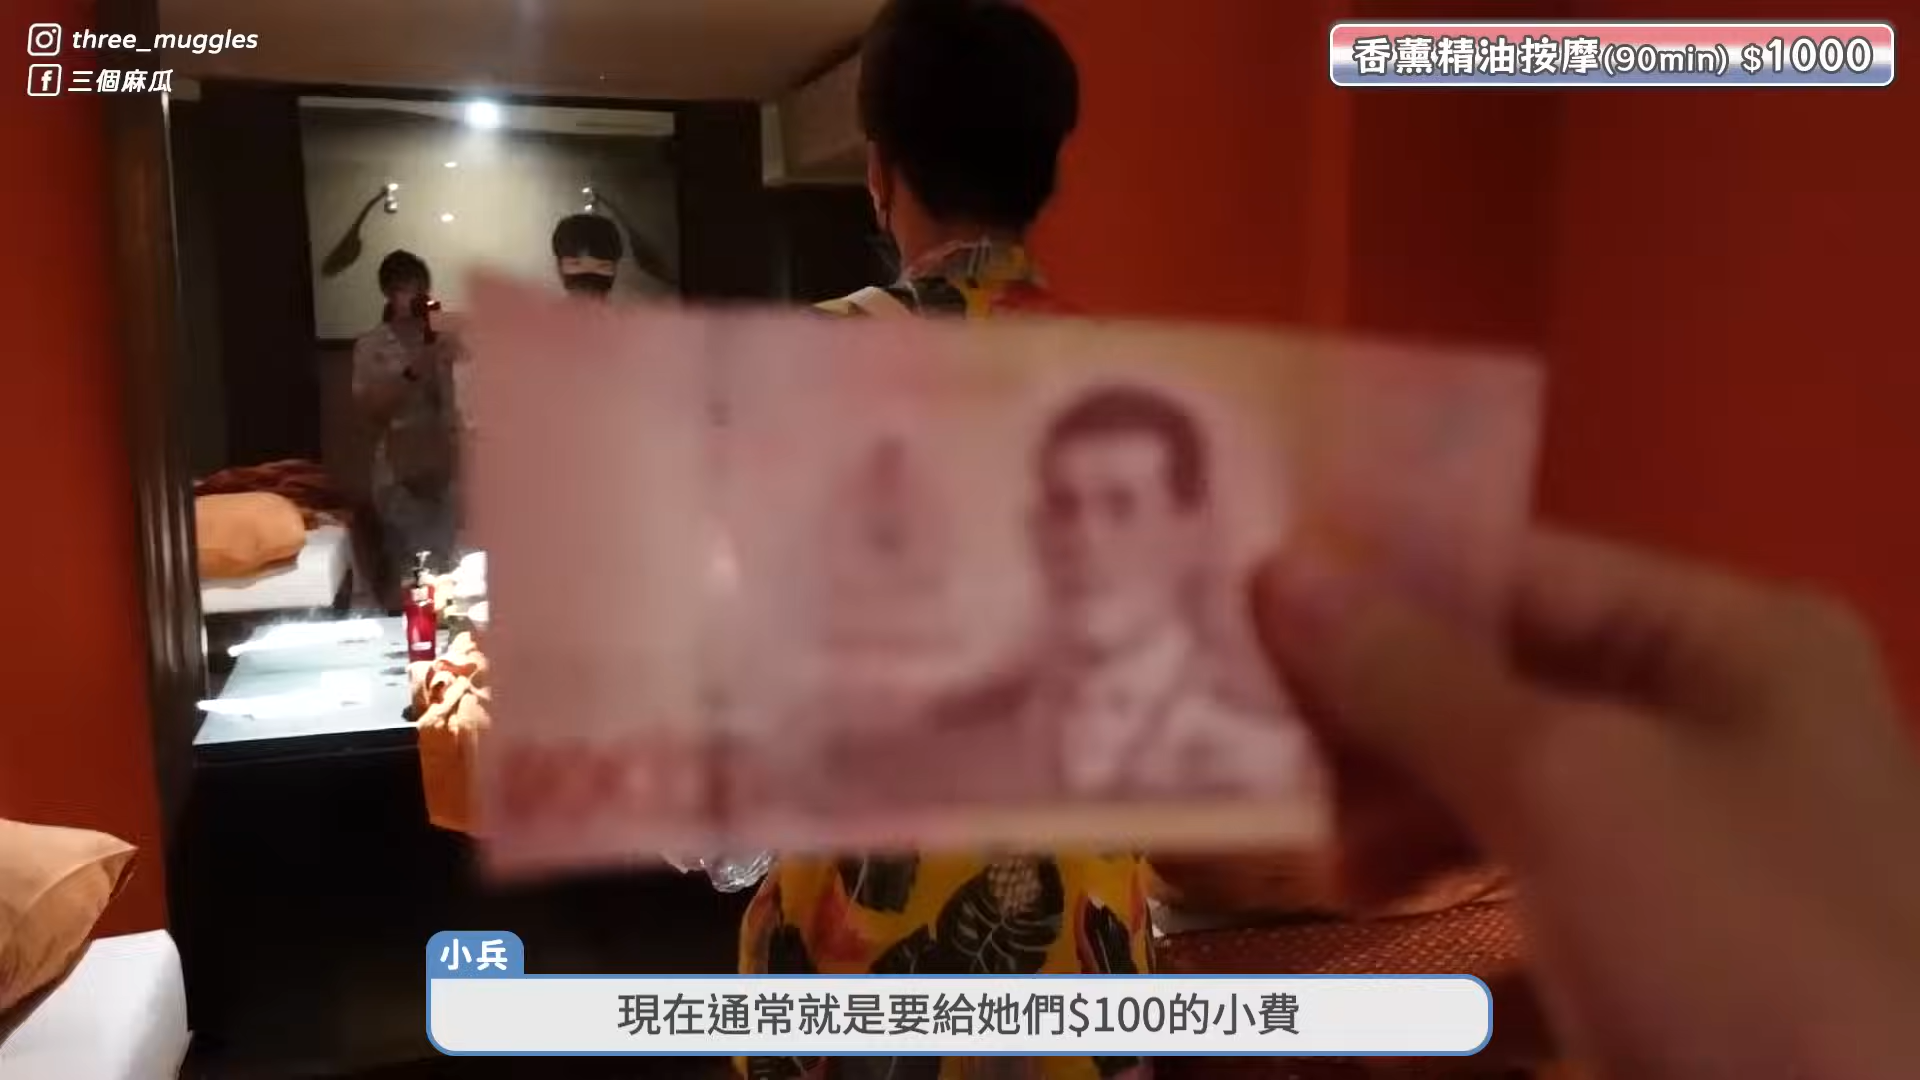 three_muggles
三個麻瓜
香薰精油按摩(90min) $1000
小兵
現在通常就是要給她們$100的小費